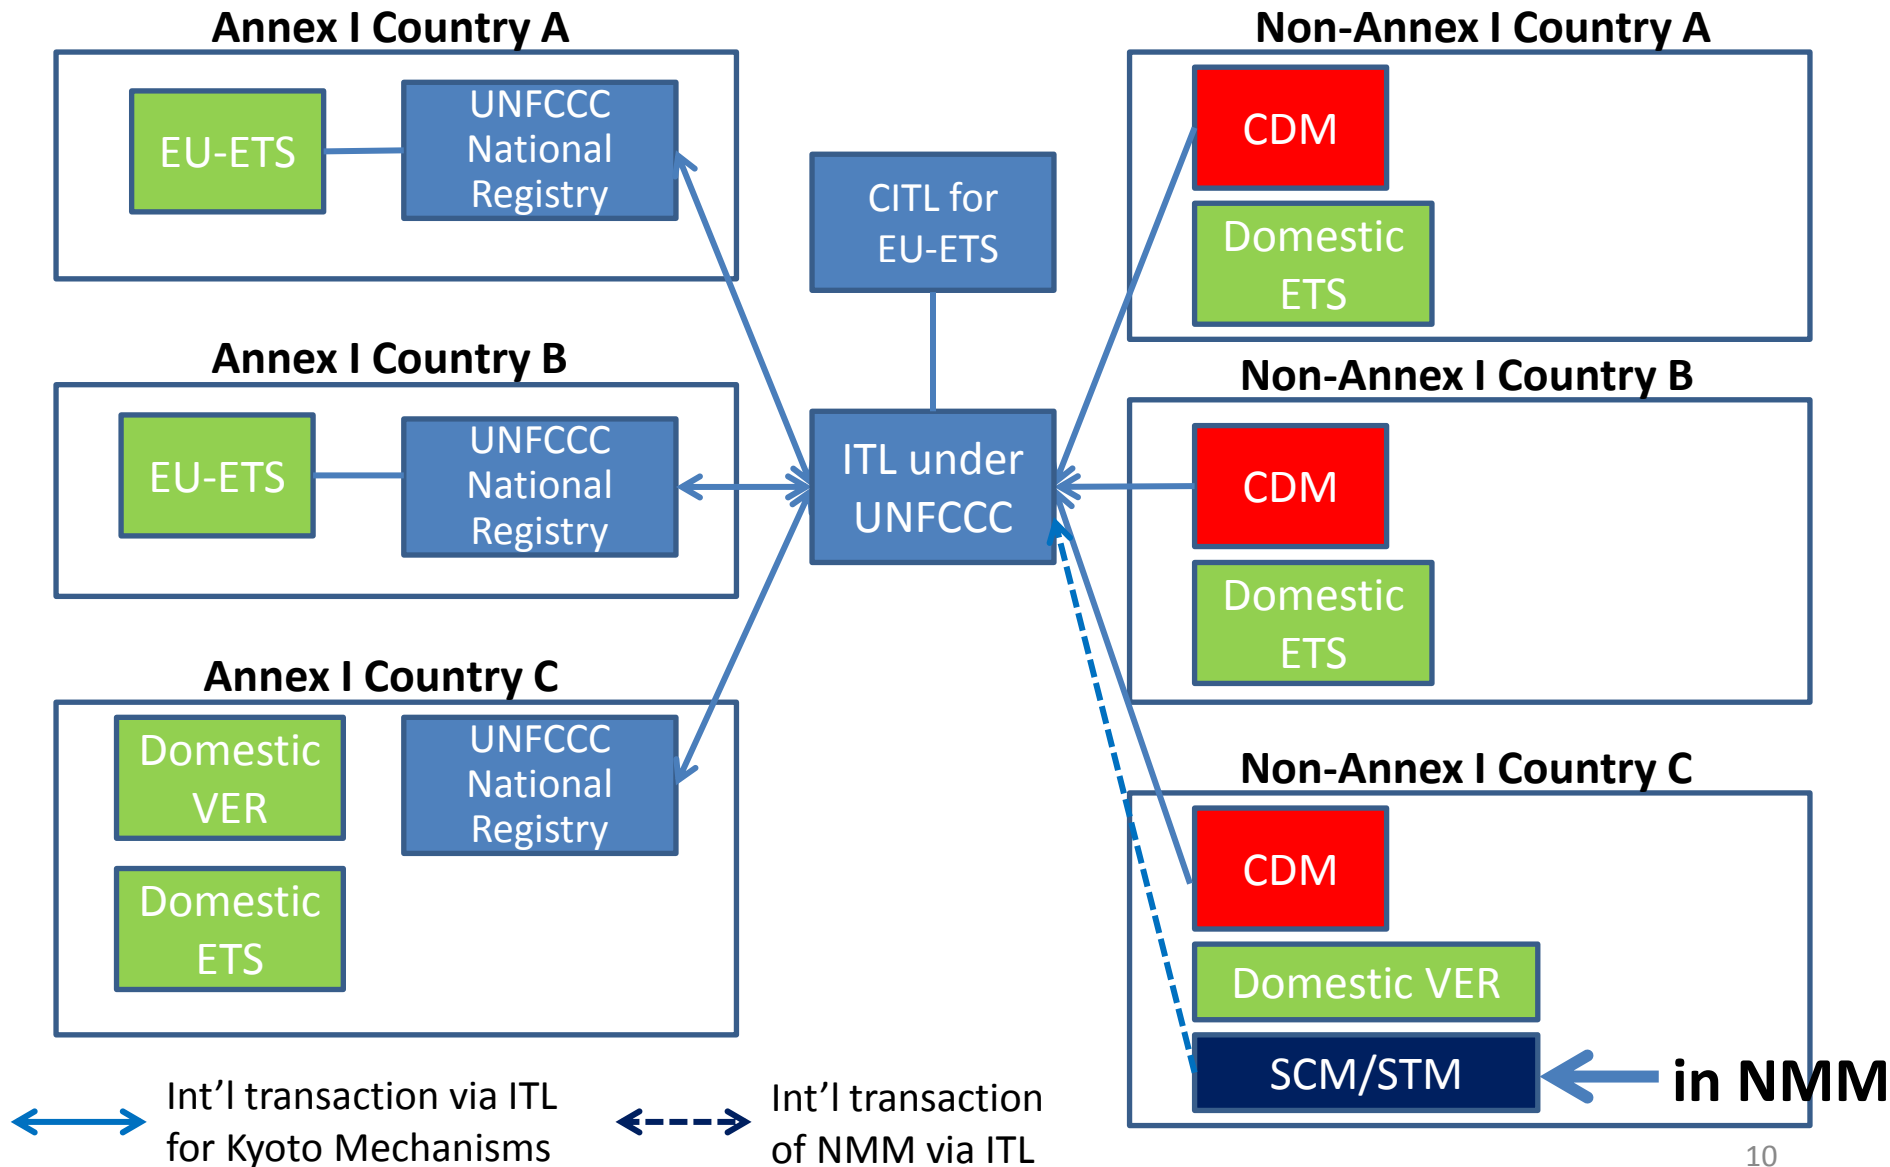 Annex I Country A
EU-ETS
UNFCCC
National
Registry
Annex I Country B
EU-ETS
UNFCCC
National
Registry
Annex I Country C
Domestic
VER
Domestic
ETS
UNFCCC
National
Registry
CITL for
EU-ETS
ITL under
UNFCCC
Non-Annex I Country A
CDM
Domestic
ETS
Non-Annex I Country B
CDM
Domestic
ETS
Non-Annex I Country C
CDM
Domestic VER
SCM/STM
in NMM
Int’l transaction via ITL
for Kyoto Mechanisms
Int’l transaction
of NMM via ITL
10